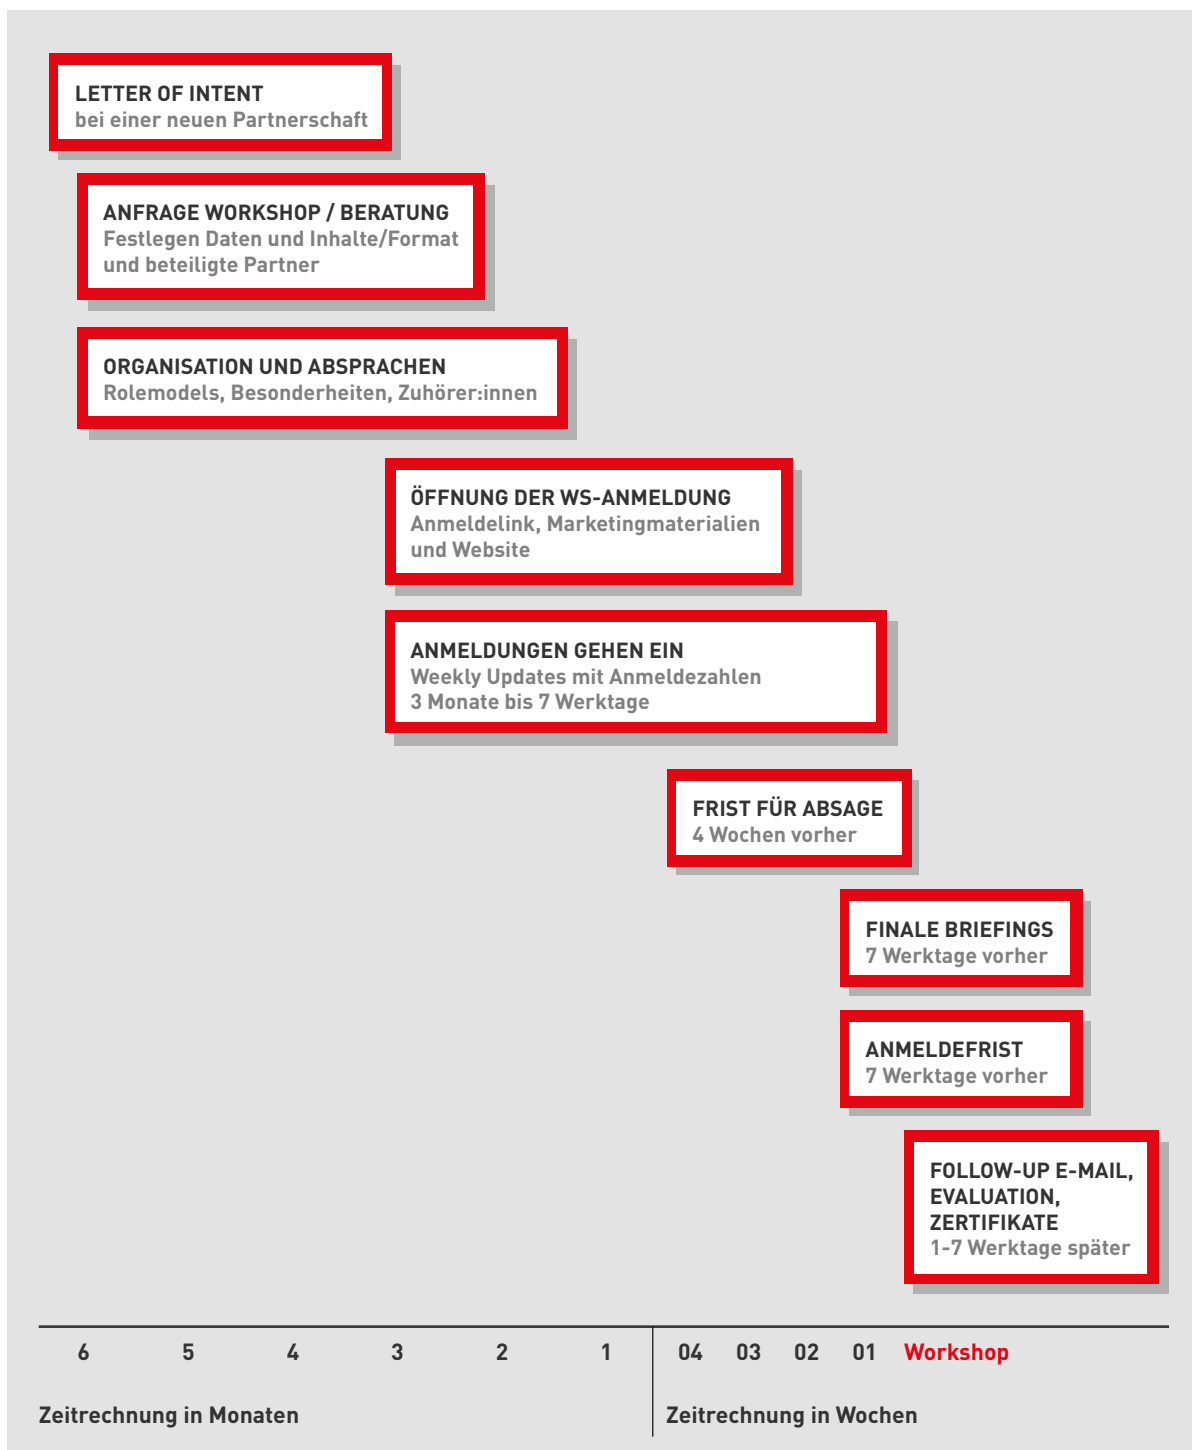 LETTER OF INTENT
bei einer neuen Partnerschaft
ANFRAGE WORKSHOP / BERATUNG
Festlegen Daten und Inhalte/Format
und beteiligte Partner
ORGANISATION UND ABSPRACHEN
Rolemodels, Besonderheiten, Zuhörer:innen
ÖFFNUNG DER WS-ANMELDUNG
Anmeldelink, Marketingmaterialien
und Website
ANMELDUNGEN GEHEN EIN
Weekly Updates mit Anmeldezahlen
3 Monate bis 7 Werktage
FRIST FÜR ABSAGE
4 Wochen vorher
FINALE BRIEFINGS
7 Werktage vorher
ANMELDEFRIST
7 Werktage vorher
FOLLOW-UP E-MAIL,
EVALUATION,
ZERTIFIKATE
1-7 Werktage später
6 5 4 3 2 1 04 03 02 01 Workshop
Zeitrechnung in Monaten Zeitrechnung in Wochen